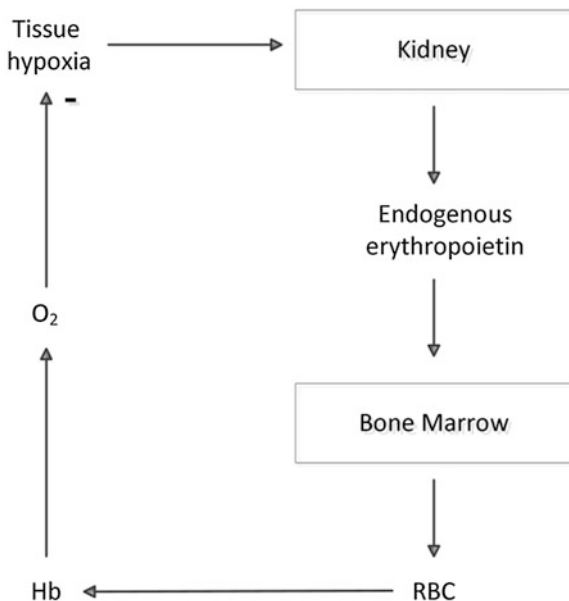 Tissue
hypoxia
Kidney
-
Endogenous
erythropoietin
O₂
Bone Marrow
Hb
RBC